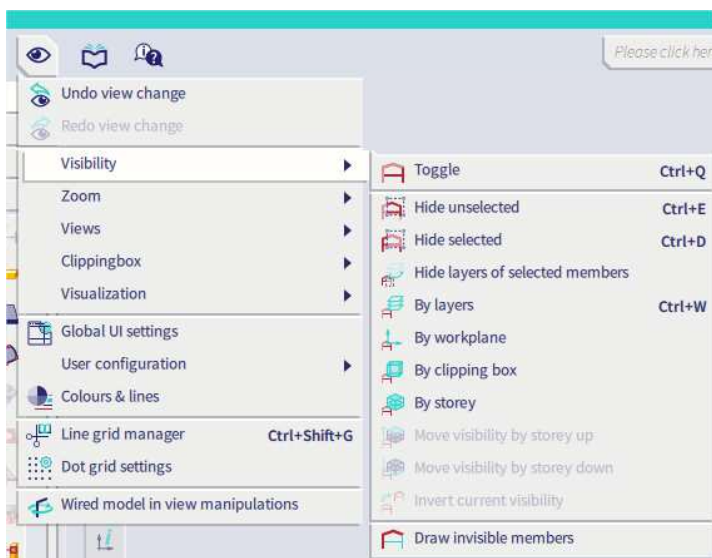 Please click her
Undo view change
Redo view change
Visibility
Zoom
Views
Clippingbox
Visualization
Global UI settings
User configuration
Colours & lines
Line grid manager Ctrl+Shift+G
Dot grid settings
Wired model in view manipulations
Toggle Ctrl+Q
Hide unselected Ctrl+E
Hide selected Ctrl+D
Hide layers of selected members
By layers Ctrl+W
By workplane
By clipping box
By storey
Move visibility by storey up
Move visibility by storey down
Invert current visibility
Draw invisible members